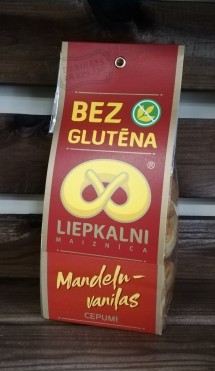 BEZ
GLUTĒNA
LIEPKALNI
®
MAIZNĪCA
Mandeļu-
vaniļas
CEPUMI